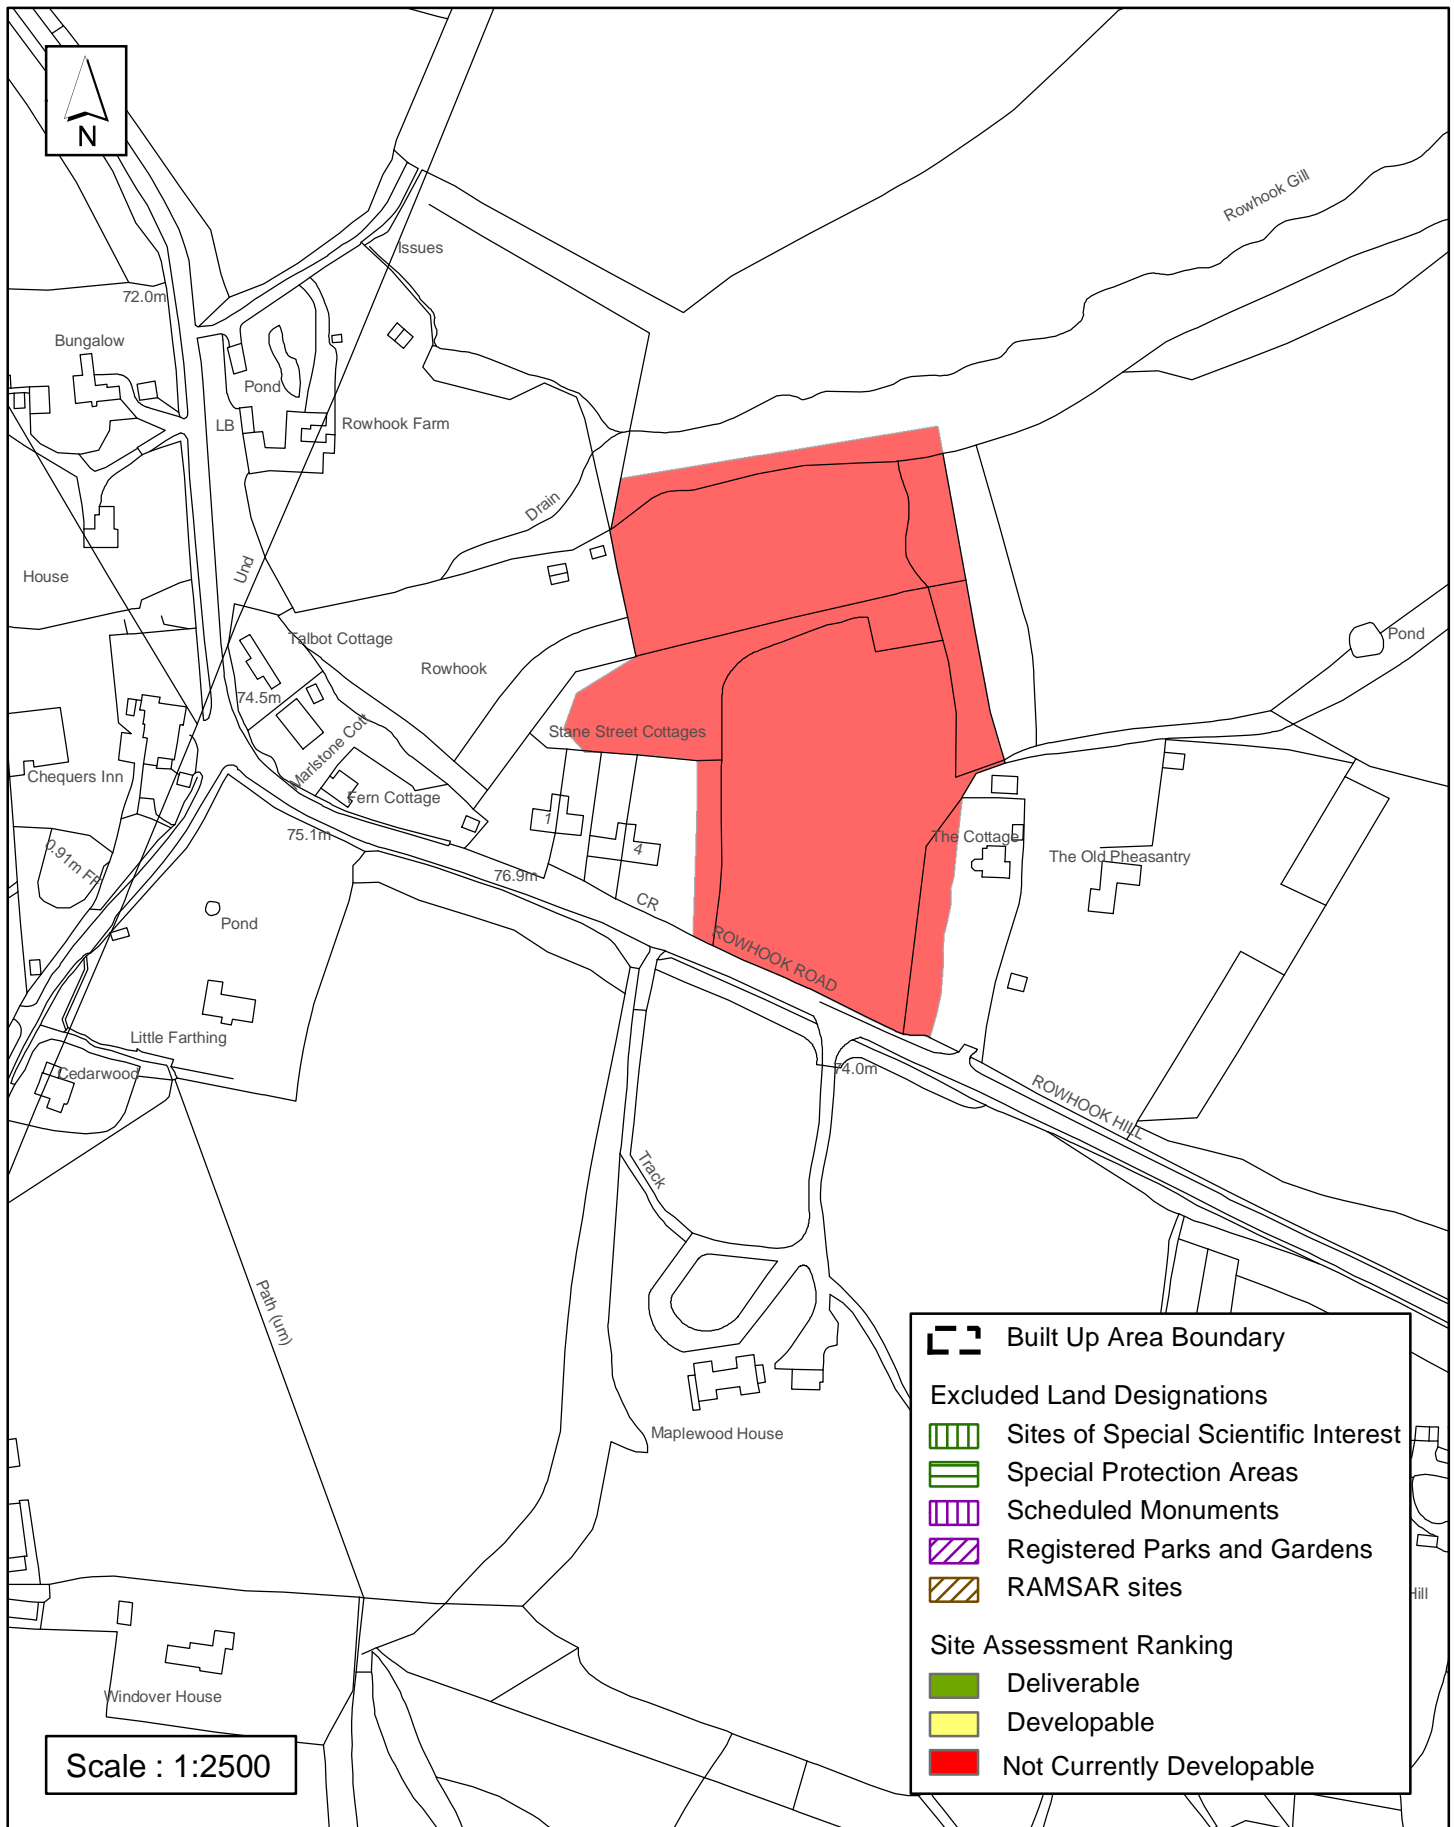 N
Rowhook Gill
Issues
72.0m
Bungalow
Pond
LB
Rowhook Farm
Drain
Und
House
Talbot Cottage
Rowhook
Pond
74.5m
Stane Street Cottages
Marlstone Cott
Chequers Inn
Fern Cottage
1
75.1m
The Cottage
4
The Old Pheasantry
0.91m FF
76.9m
CR
Pond
ROWHOOK ROAD
Little Farthing
Cedarwood
74.0m
ROWHOOK HILL
Track
Path (um)
Maplewood House
Hill
Windover House
Scale : 1:2500
Built Up Area Boundary
Excluded Land Designations
Sites of Special Scientific Interest
Special Protection Areas
Scheduled Monuments
Registered Parks and Gardens
RAMSAR sites
Site Assessment Ranking
Deliverable
Developable
Not Currently Developable